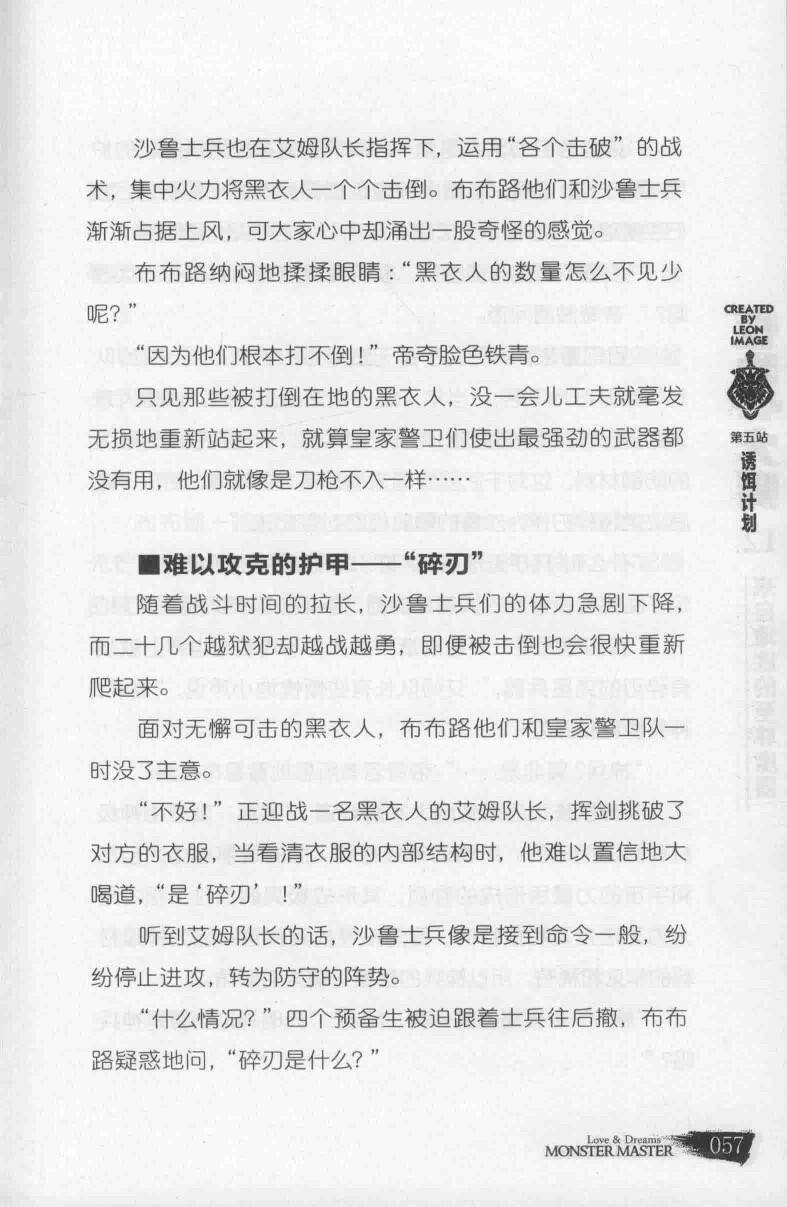 沙鲁士兵也在艾姆队长指挥下，运用“各个击破”的战
术，集中火力将黑衣人一个个击倒。布布路他们和沙鲁士兵
渐渐占据上风，可大家心中却涌出一股奇怪的感觉。
布布路纳闷地揉揉眼睛：“黑衣人的数量怎么不见少
呢？”
“因为他们根本打不倒！”帝奇脸色铁青。
只见那些被打倒在地的黑衣人，没一会儿工夫就毫发
无损地重新站起来，就算皇家警卫们使出最强劲的武器都
没有用，他们就像是刀枪不入一样……
■难以攻克的护甲——“碎刃”
随着战斗时间的拉长，沙鲁士兵们的体力急剧下降，
而二十几个越狱犯却越战越勇，即便被击倒也会很快重新
爬起来。
面对无懈可击的黑衣人，布布路他们和皇家警卫队一
时没了主意。
“不好！”正迎战一名黑衣人的艾姆队长，挥剑挑破了
对方的衣服，当看清衣服的内部结构时，他难以置信地大
喝道，“是‘碎刃’！”
听到艾姆队长的话，沙鲁士兵像是接到命令一般，纷
纷停止进攻，转为防守的阵势。
“什么情况？”四个预备生被迫跟着士兵往后撤，布布
路疑惑地问，“碎刃是什么？”
CREATED
BY
LEON
IMAGE
第五站
诱饵计划
Love & Dreams
MONSTER MASTER
057